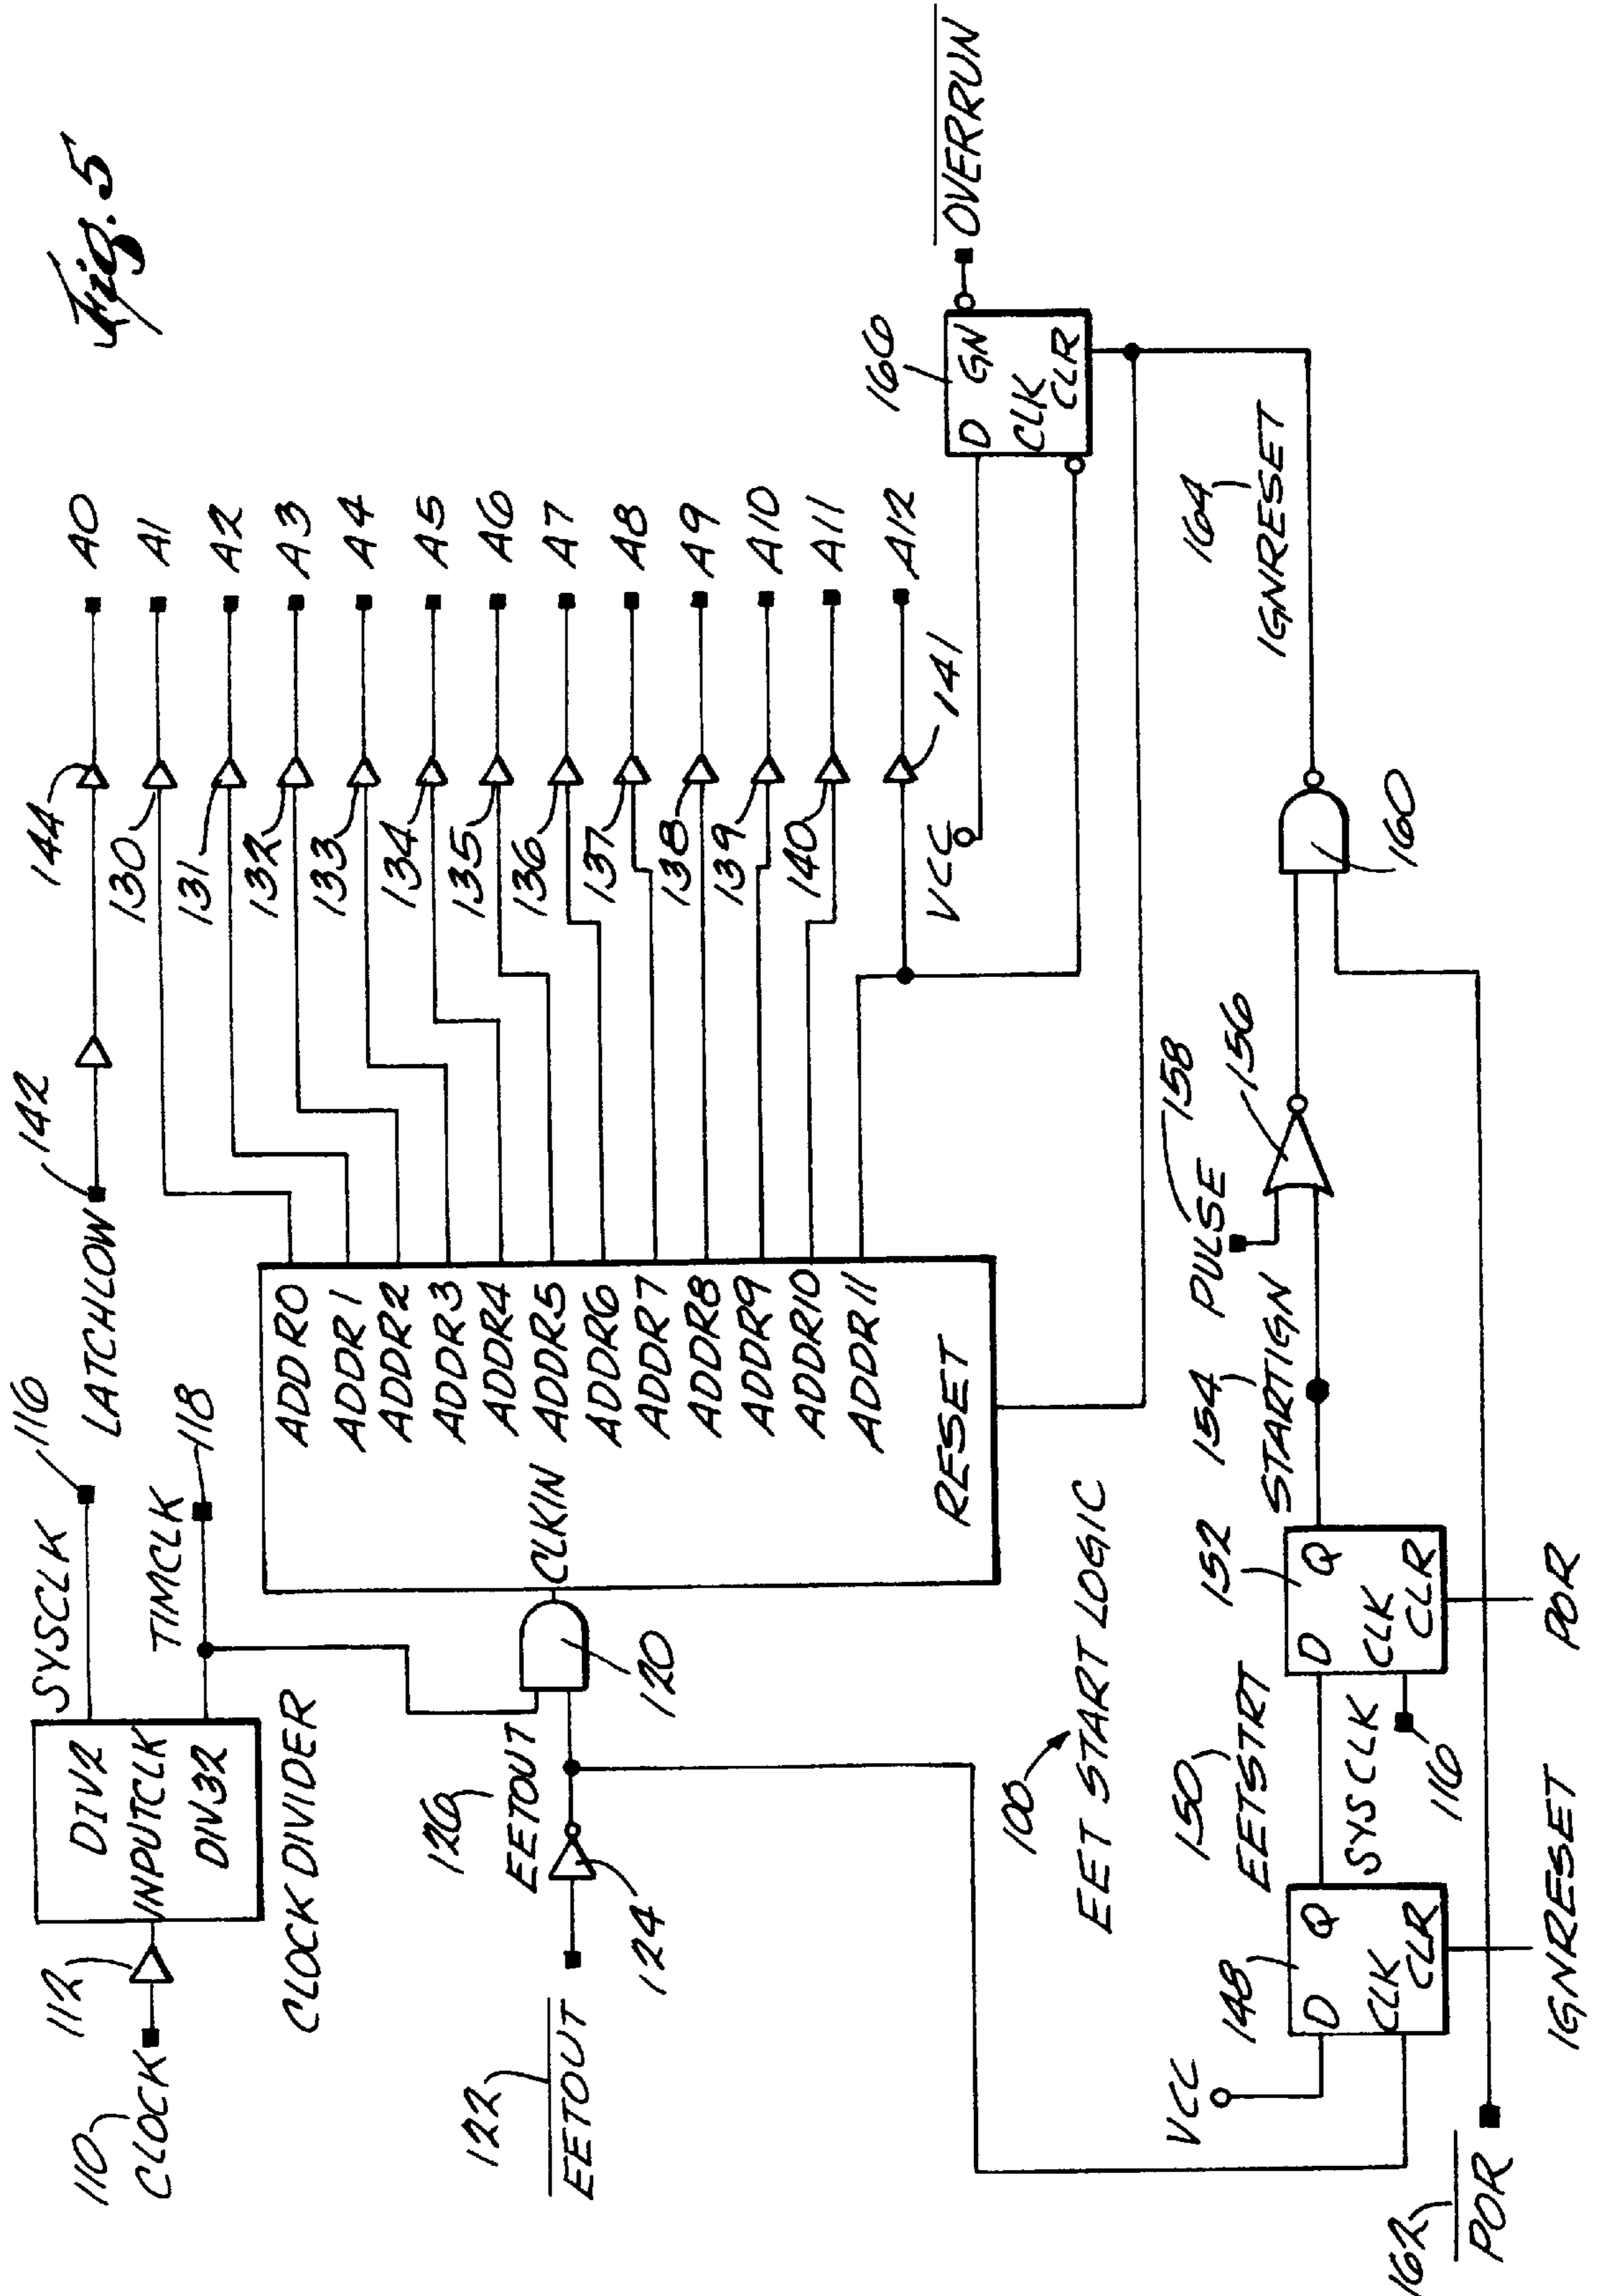 Fig. 5
116
SYSCLK
DIV2
INPUTCLK
DIV32
112
110
CLOCK
CLOCK DIVIDER
TIMCLK
118
142
LATCHLOW
144
A0
130
A1
131
A2
132
A3
133
A4
134
A5
135
A6
136
A7
137
A8
138
A9
139
A10
140
A11
141
A12
ADDR0
ADDR1
ADDR2
ADDR3
ADDR4
ADDR5
ADDR6
ADDR7
ADDR8
ADDR9
ADDR10
ADDR11
CLKIN
RESET
120
126
EETOUT
122
EETOUT
124
100
EET START LOGIC
VCC
166
D GN
CLK
CLR
OVERRUN
164
IGNRESET
160
156
158
PULSE
154
STARTIGN
152
D Q
CLK
CLR
POR
150
EETSTRT
SYSCLK
116
148
D Q
CLK
CLR
IGNRESET
VCC
162
POR